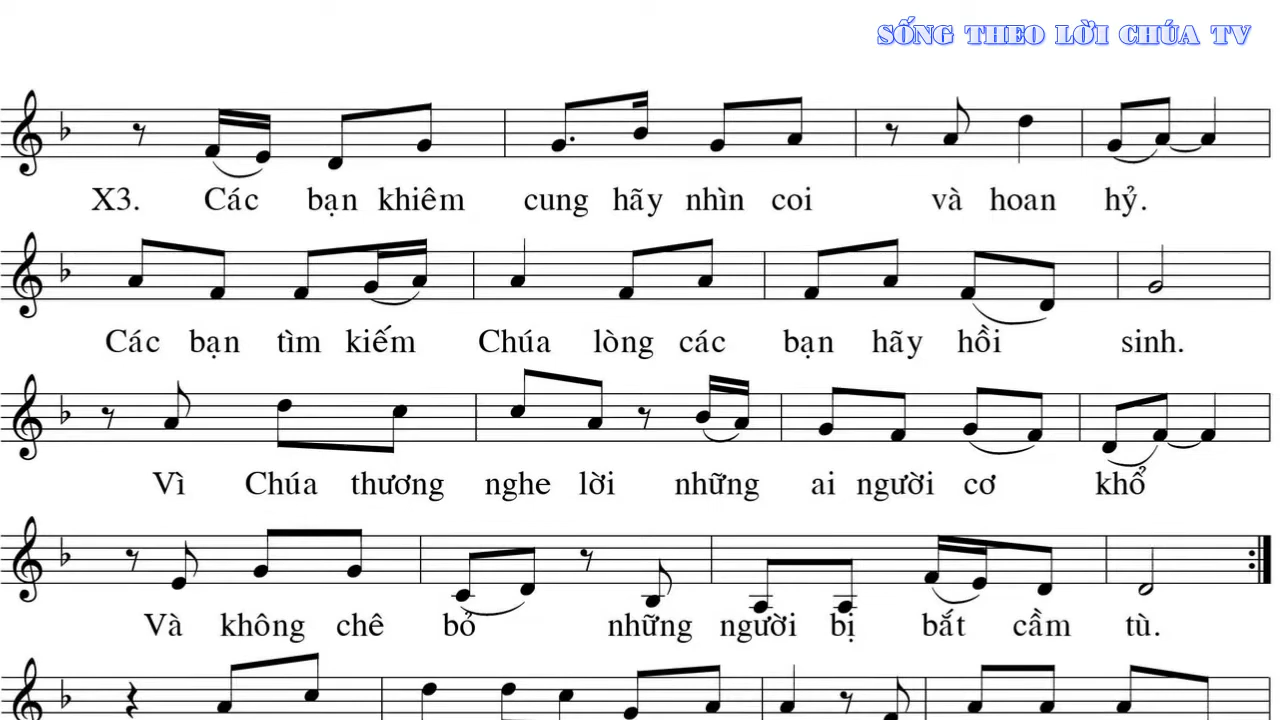 SỐNG THEO LỜI CHÚA TV
X3. Các bạn khiêm cung hãy nhìn coi và hoan hỷ.
Các bạn tìm kiếm Chúa lòng các bạn hãy hồi sinh.
Vì Chúa thương nghe lời những ai người cơ khổ
Và không chê bỏ những người bị bắt cầm tù.